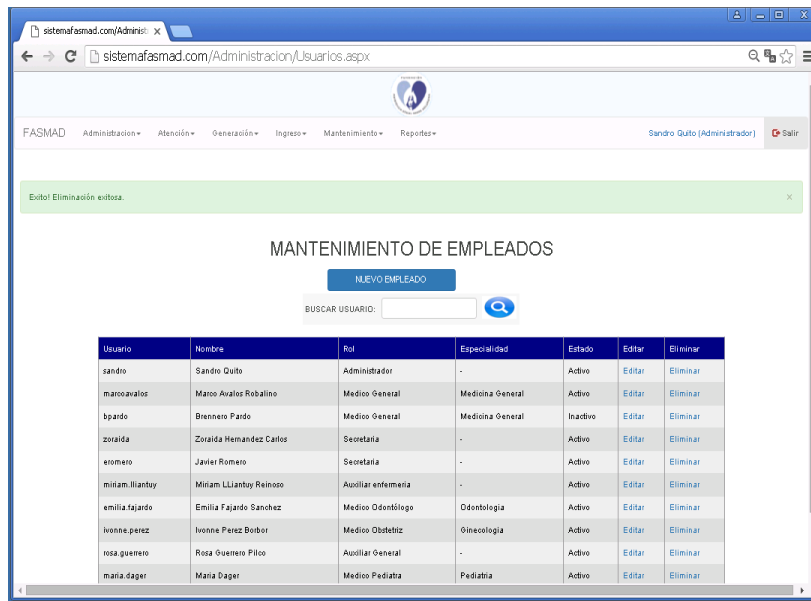 sistemafasmad.com/Administ
sistemafasmad.com/Administracion/Usuarios.aspx
FASMAD Administracion Atención Generación Ingreso Mantenimiento Reportes Sandro Quito (Administrador) Salir
Exito! Eliminación exitosa. x
MANTENIMIENTO DE EMPLEADOS
NUEVO EMPLEADO
BUSCAR USUARIO:
Usuario Nombre Rol Especialidad Estado Editar Eliminar
sandro Sandro Quito Administrador - Activo Editar Eliminar
marcoavalos Marco Avalos Robalino Medico General Medicina General Activo Editar Eliminar
bpardo Brennero Pardo Medico General Medicina General Inactivo Editar Eliminar
zoraida Zoraida Hernandez Carlos Secretaria - Activo Editar Eliminar
eromero Javier Romero Secretaria - Activo Editar Eliminar
miriam.lliantuy Miriam LLiantuy Reinoso Auxiliar enfermeria - Activo Editar Eliminar
emilia.fajardo Emilia Fajardo Sanchez Medico Odontólogo Odontologia Activo Editar Eliminar
ivonne.perez Ivonne Perez Borbor Medico Obstetriz Ginecologia Activo Editar Eliminar
rosa.guerrero Rosa Guerrero Pilco Auxiliar General - Activo Editar Eliminar
maria.dager Maria Dager Medico Pediatra Pediatria Activo Editar Eliminar